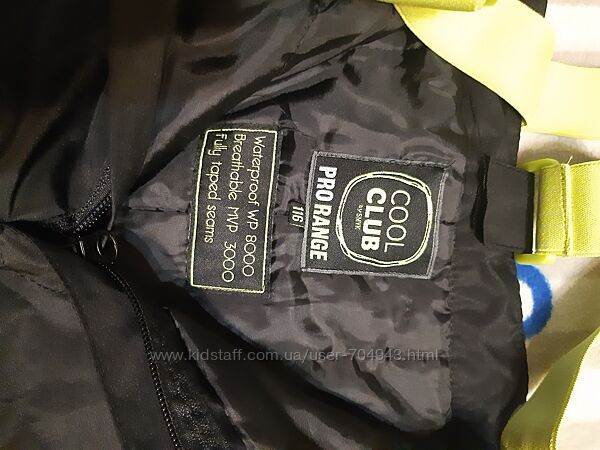 COOL
CLUB
by SMYK
PRO RANGE
116
Waterproof WP 8000
Breathable MVP 3000
Fully taped seams
www.kidstaff.com.ua/user-704943.html